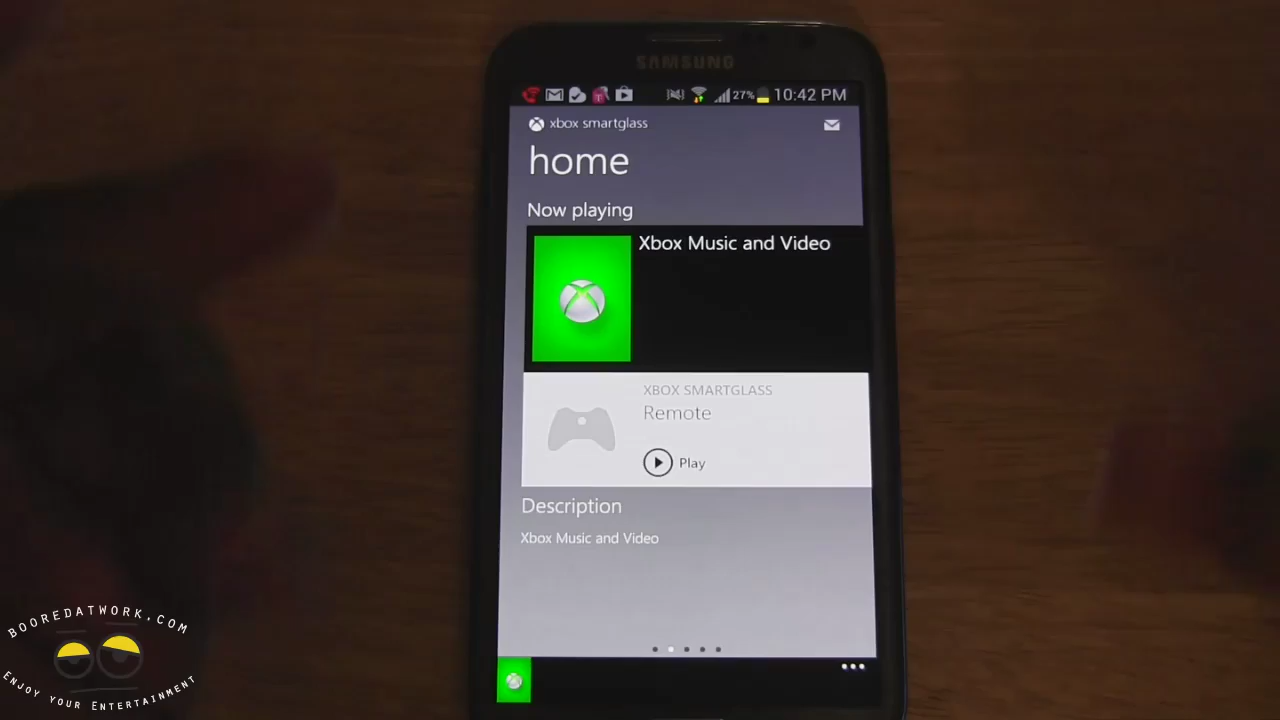 SAMSUNG
27% 10:42 PM
xbox smartglass
home
Now playing
Xbox Music and Video
XBOX SMARTGLASS
Remote
Play
Description
Xbox Music and Video
BOOREDATWORK.COM
ENJOY YOUR ENTERTAINMENT